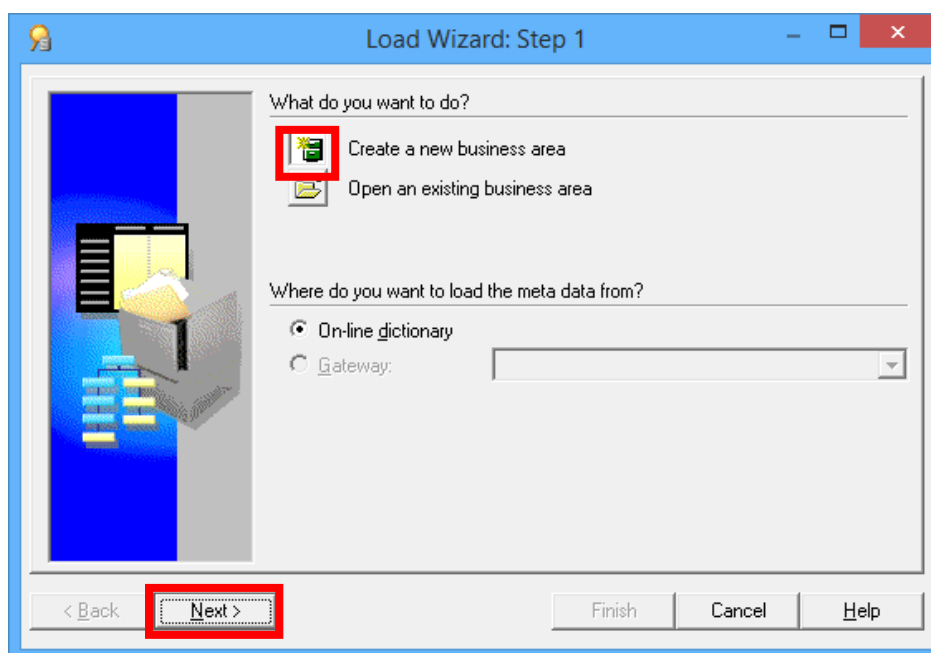 Load Wizard: Step 1
What do you want to do?
Create a new business area
Open an existing business area
Where do you want to load the meta data from?
On-line dictionary
Gateway:
< Back Next > Finish Cancel Help